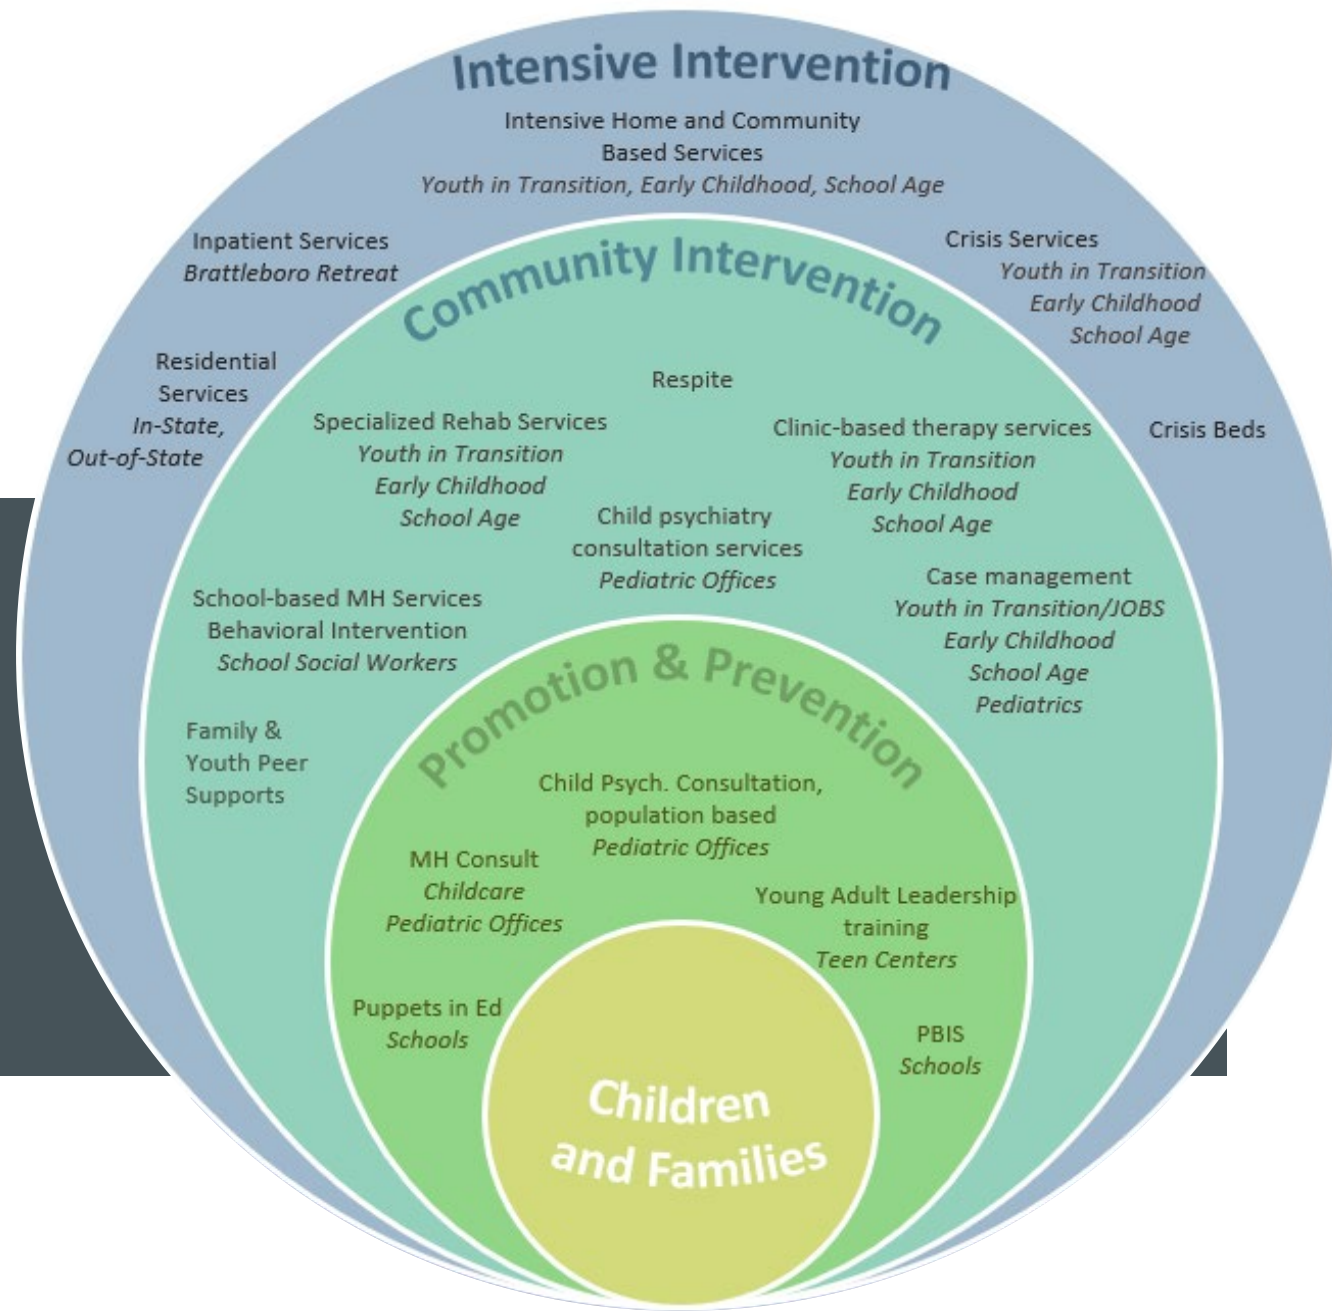 Intensive Intervention
Intensive Home and Community
Based Services
Youth in Transition, Early Childhood, School Age
Inpatient Services
Brattleboro Retreat
Crisis Services
Youth in Transition
Early Childhood
School Age
Residential
Services
In-State,
Out-of-State
Crisis Beds
Community Intervention
Respite
Specialized Rehab Services
Youth in Transition
Early Childhood
School Age
Clinic-based therapy services
Youth in Transition
Early Childhood
School Age
Child psychiatry
consultation services
Pediatric Offices
School-based MH Services
Behavioral Intervention
School Social Workers
Case management
Youth in Transition/JOBS
Early Childhood
School Age
Pediatrics
Family &
Youth Peer
Supports
Promotion & Prevention
Child Psych. Consultation,
population based
Pediatric Offices
MH Consult
Childcare
Pediatric Offices
Young Adult Leadership
training
Teen Centers
Puppets in Ed
Schools
PBIS
Schools
Children
and Families